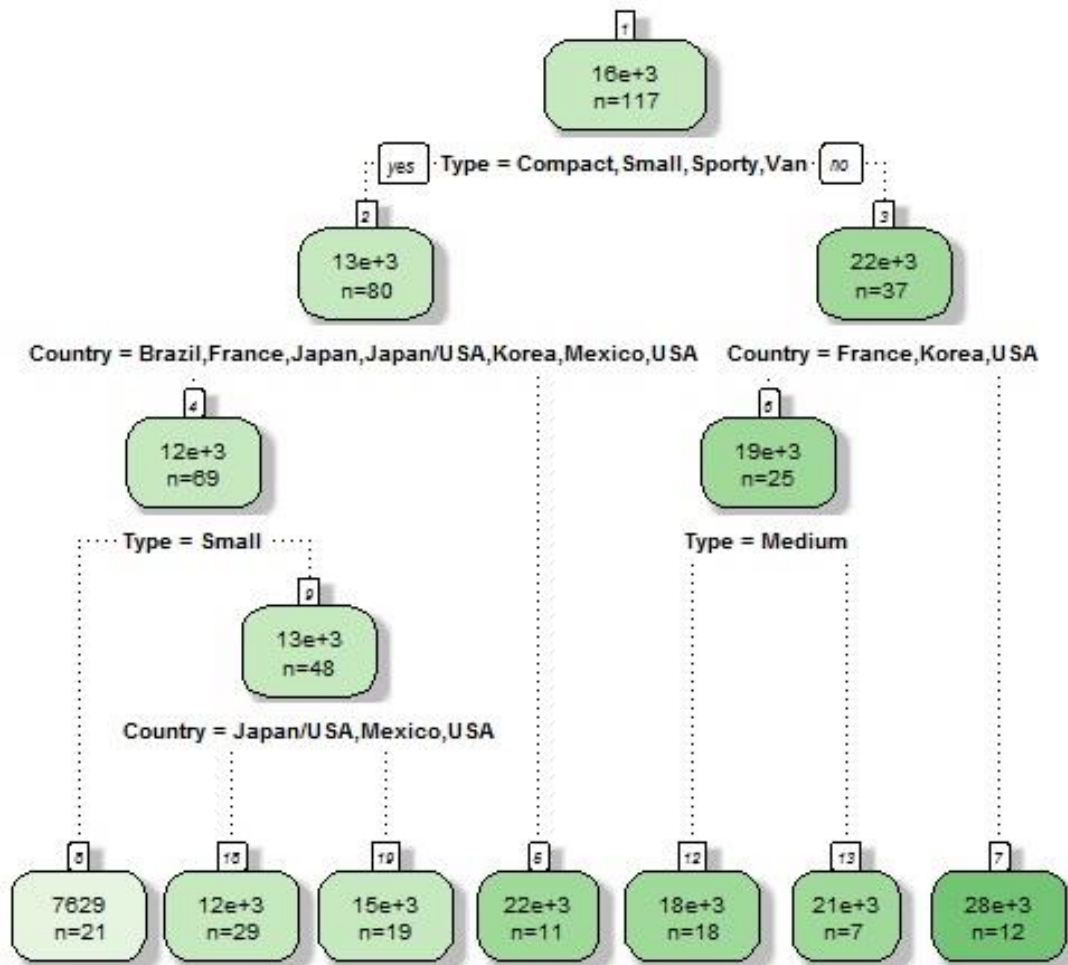 1
16e+3
n=117
yes Type = Compact,Small,Sporty,Van no
2 3
13e+3 22e+3
n=80 n=37
Country = Brazil,France,Japan,Japan/USA,Korea,Mexico,USA Country = France,Korea,USA
4 6
12e+3 19e+3
n=69 n=25
Type = Small Type = Medium
9
13e+3
n=48
Country = Japan/USA,Mexico,USA
8 18 19 5 12 13 7
7629 12e+3 15e+3 22e+3 18e+3 21e+3 28e+3
n=21 n=29 n=19 n=11 n=18 n=7 n=12